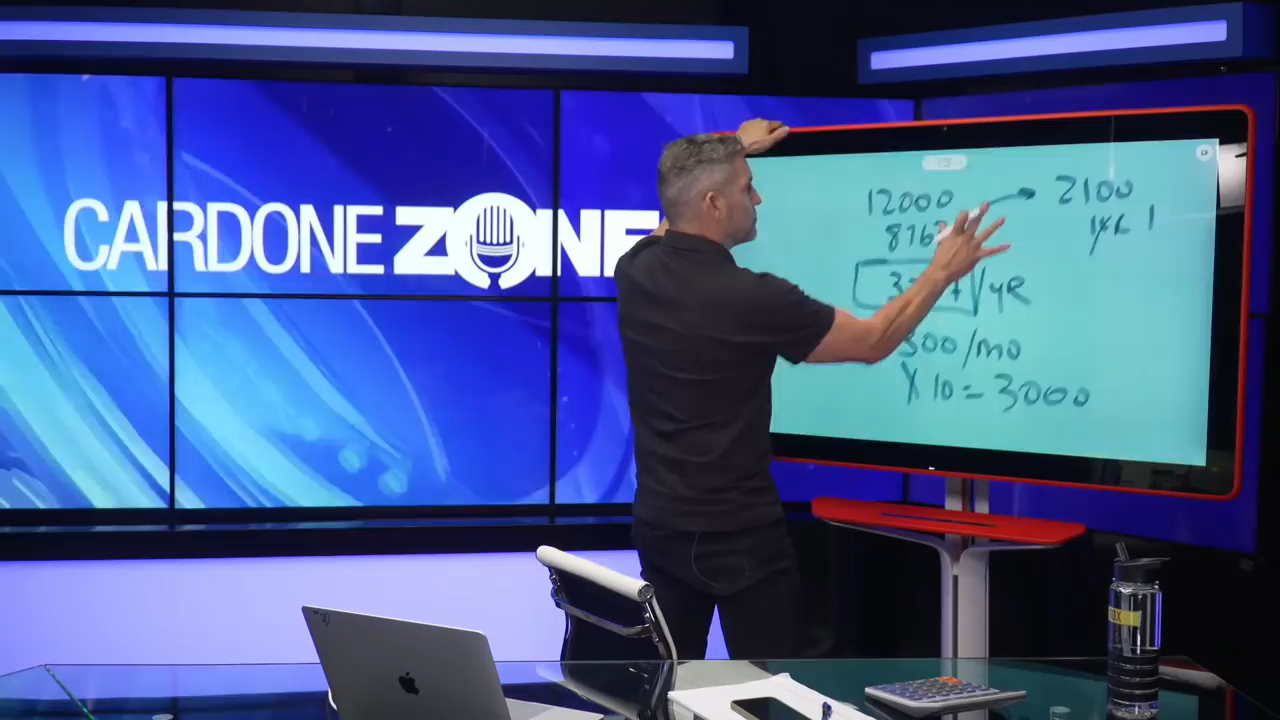 CARDONE ZONE
12000
2100
YR 1
/YR
300/mo
X 10 = 3000